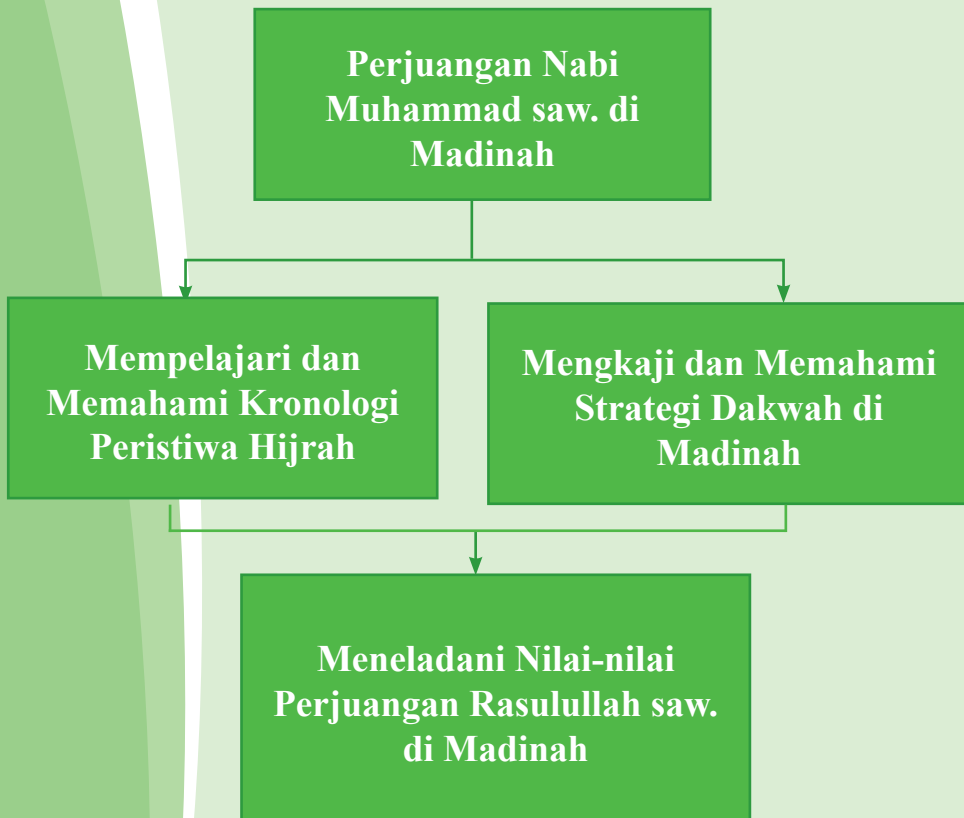 Perjuangan Nabi
Muhammad saw. di
Madinah
Mempelajari dan
Memahami Kronologi
Peristiwa Hijrah
Mengkaji dan Memahami
Strategi Dakwah di
Madinah
Meneladani Nilai-nilai
Perjuangan Rasulullah saw.
di Madinah